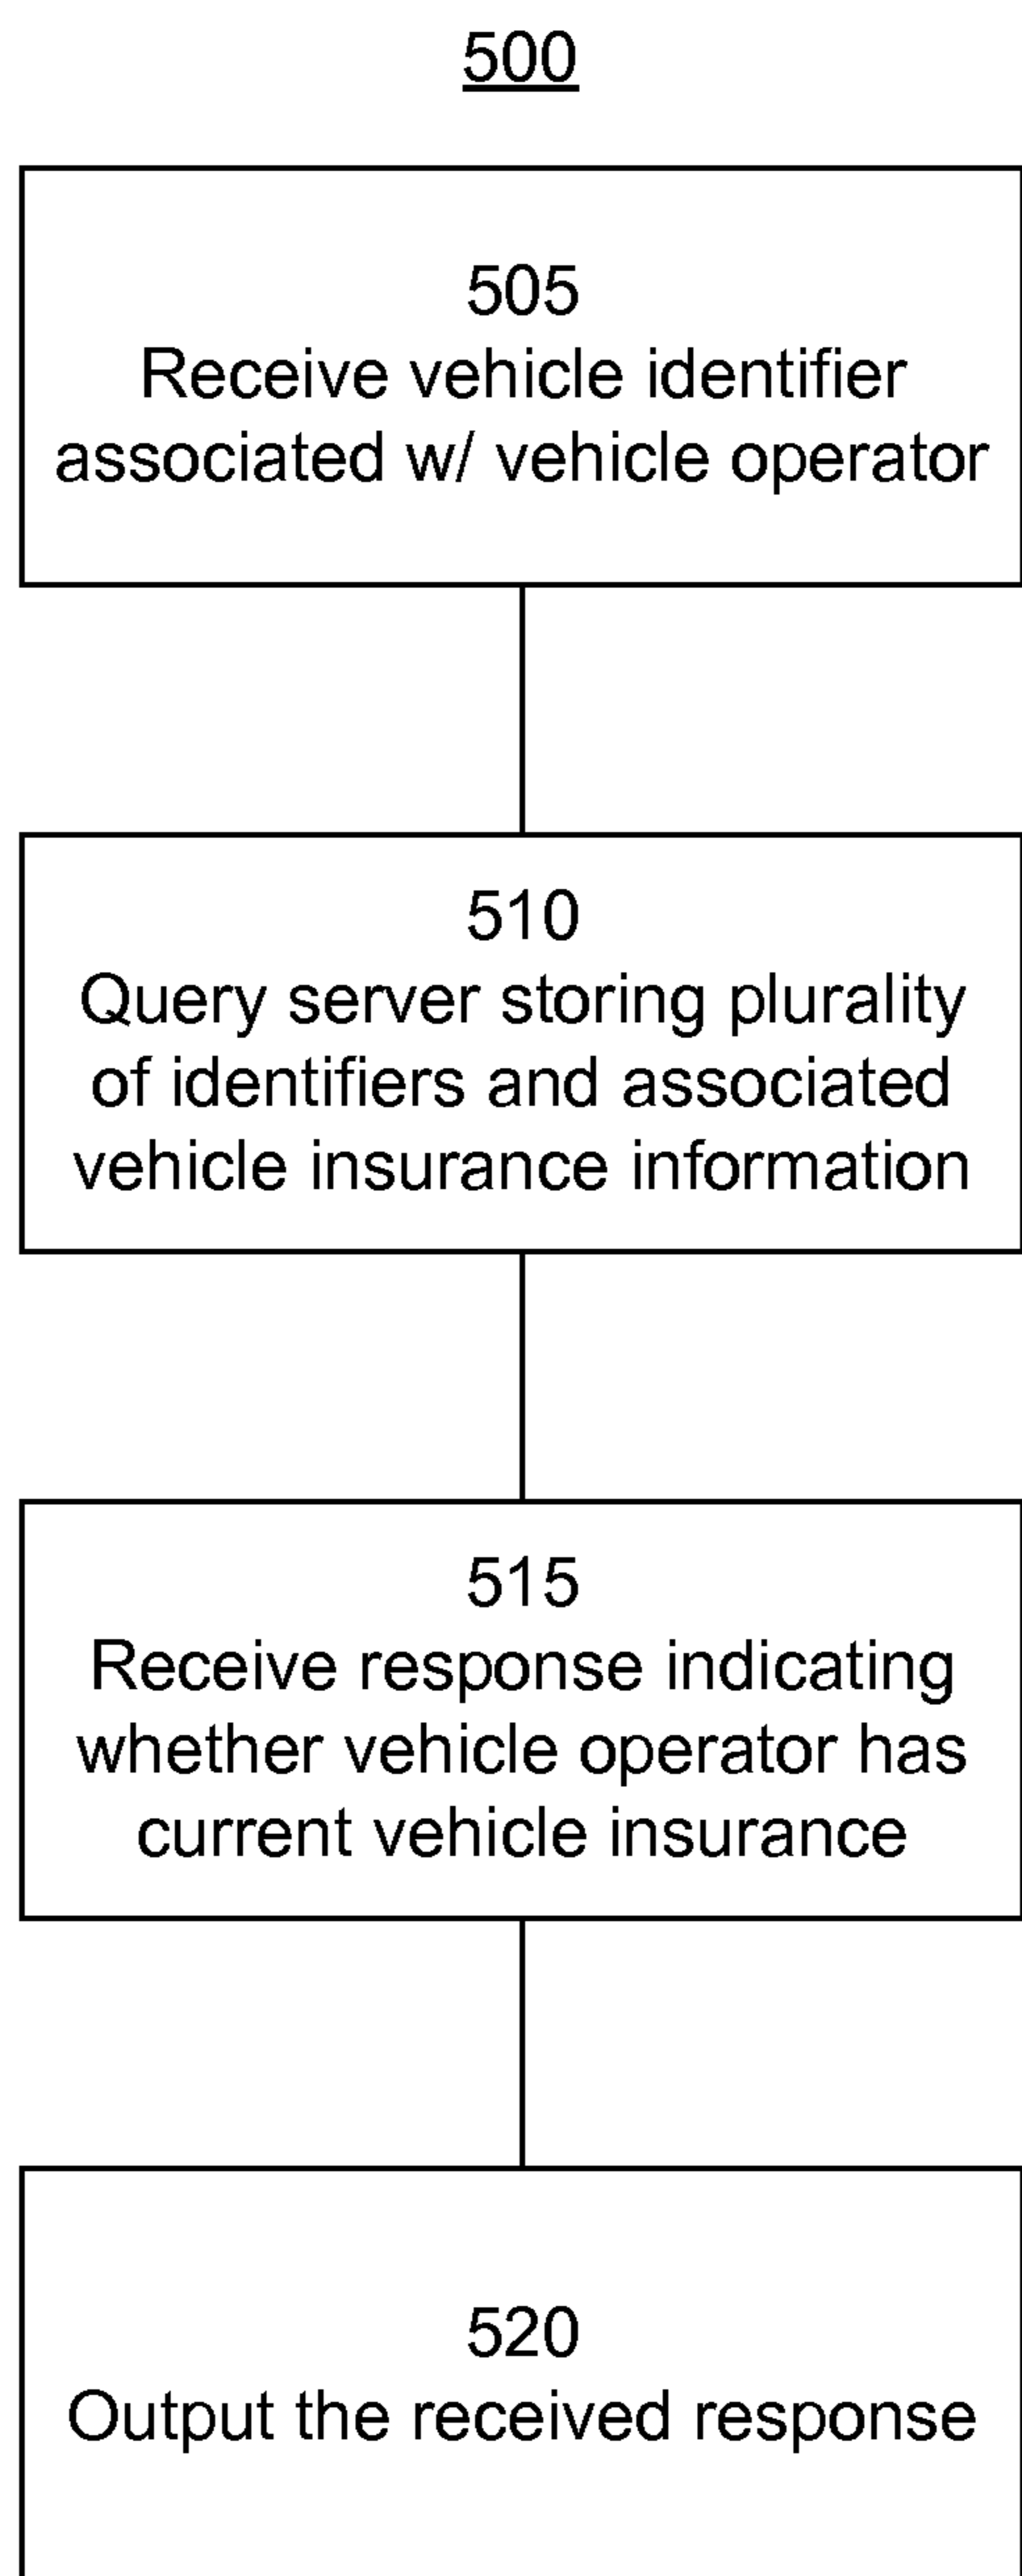 500
505
Receive vehicle identifier
associated w/ vehicle operator
510
Query server storing plurality
of identifiers and associated
vehicle insurance information
515
Receive response indicating
whether vehicle operator has
current vehicle insurance
520
Output the received response